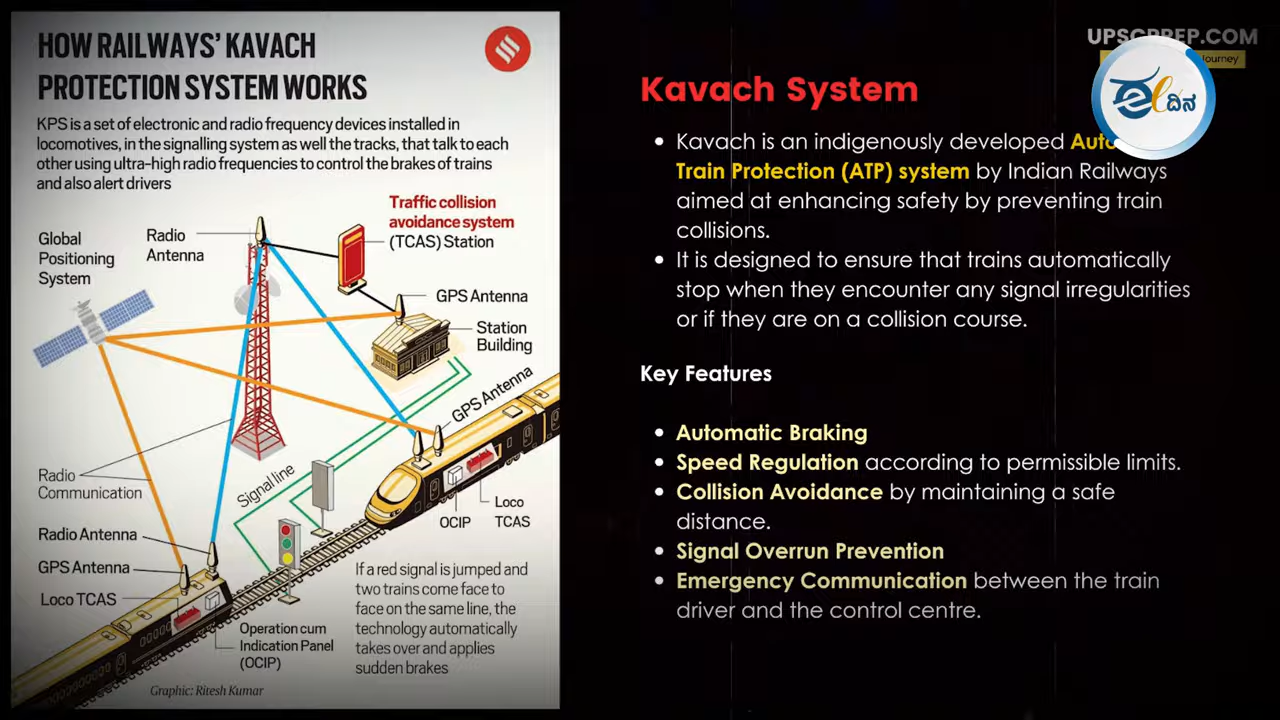 HOW RAILWAYS' KAVACH
PROTECTION SYSTEM WORKS
KPS is a set of electronic and radio frequency devices installed in
locomotives, in the signalling system as well the tracks, that talk to each
other using ultra-high radio frequencies to control the brakes of trains
and also alert drivers
Traffic collision
avoidance system
(TCAS) Station
Global
Positioning
System
Radio
Antenna
GPS Antenna
Station
Building
GPS Antenna
Radio
Communication
Signal line
Loco
TCAS
OCIP
Radio Antenna
GPS Antenna
Loco TCAS
Operation cum
Indication Panel
(OCIP)
If a red signal is jumped and
two trains come face to
face on the same line, the
technology automatically
takes over and applies
sudden brakes
Graphic: Ritesh Kumar
UPSCPREP.COM
Journey
ಈ ದಿನ
Kavach System
• Kavach is an indigenously developed
Train Protection (ATP) system by Indian Railways
aimed at enhancing safety by preventing train
collisions.
• It is designed to ensure that trains automatically
stop when they encounter any signal irregularities
or if they are on a collision course.
Key Features
• Automatic Braking
• Speed Regulation according to permissible limits.
• Collision Avoidance by maintaining a safe
distance.
• Signal Overrun Prevention
• Emergency Communication between the train
driver and the control centre.